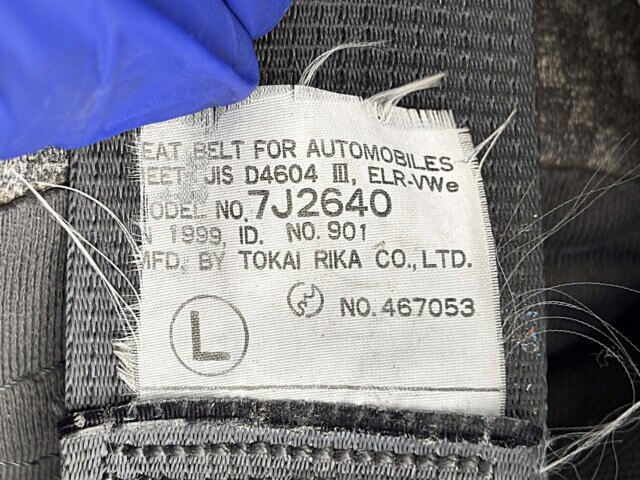 EAT BELT FOR AUTOMOBILES
EET JIS D4604 III, ELR-VWe
ODEL NO. 7J2640
N 1999, ID. NO. 901
MFD. BY TOKAI RIKA CO., LTD.
NO. 467053
L